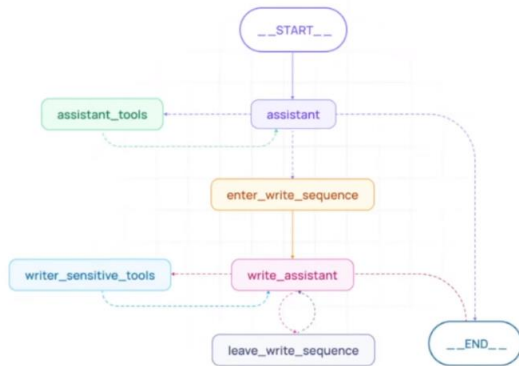 __START__
assistant_tools
assistant
enter_write_sequence
writer_sensitive_tools
write_assistant
leave_write_sequence
__END__